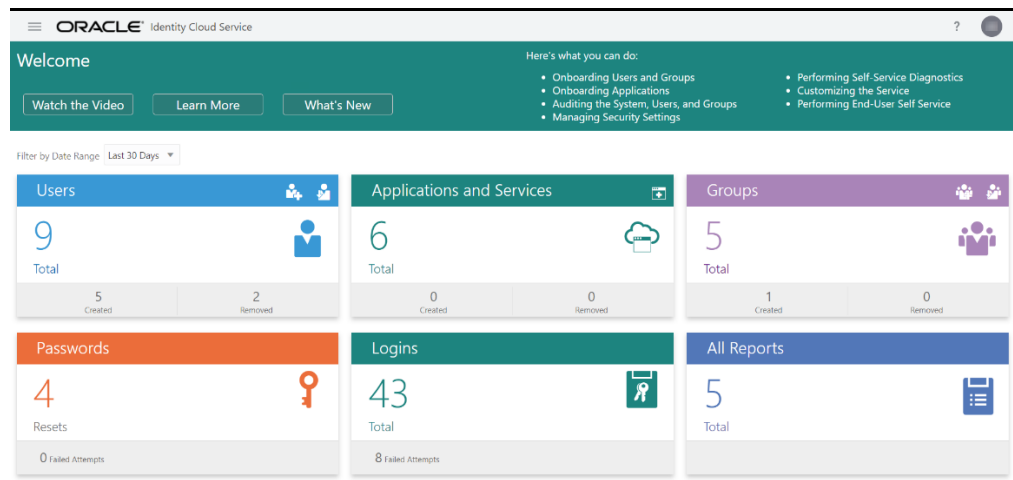 ORACLE® Identity Cloud Service ?
Welcome
Watch the Video Learn More What's New
Here's what you can do:
• Onboarding Users and Groups
• Onboarding Applications
• Auditing the System, Users, and Groups
• Managing Security Settings
• Performing Self-Service Diagnostics
• Customizing the Service
• Performing End-User Self Service
Filter by Date Range Last 30 Days
Users
9
Total
5 2
Created Removed
Applications and Services
6
Total
0 0
Created Removed
Groups
5
Total
1 0
Created Removed
Passwords
4
Resets
0 Failed Attempts
Logins
43
Total
8 Failed Attempts
All Reports
5
Total